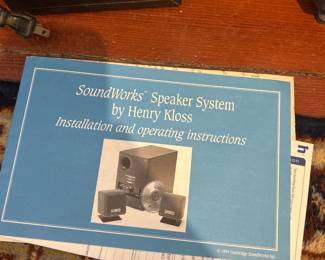 SoundWorks™ Speaker System
by Henry Kloss
Installation and operating instructions